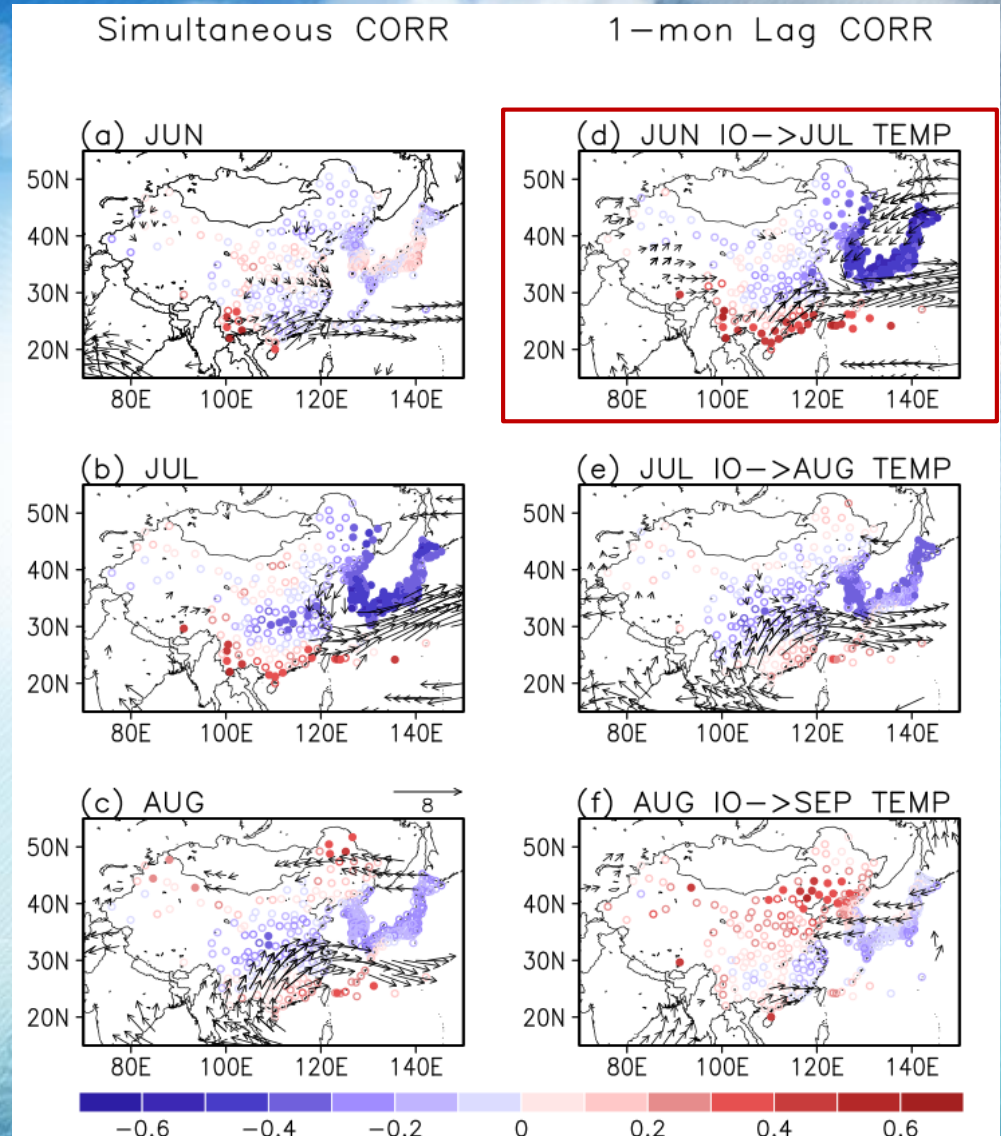 Simultaneous CORR
1-mon Lag CORR
(a) JUN
50N
40N
30N
20N
80E 100E 120E 140E
(d) JUN IO->JUL TEMP
50N
40N
30N
20N
80E 100E 120E 140E
(b) JUL
50N
40N
30N
20N
80E 100E 120E 140E
(e) JUL IO->AUG TEMP
50N
40N
30N
20N
80E 100E 120E 140E
(c) AUG
8
50N
40N
30N
20N
80E 100E 120E 140E
(f) AUG IO->SEP TEMP
50N
40N
30N
20N
80E 100E 120E 140E
-0.6 -0.4 -0.2 0 0.2 0.4 0.6